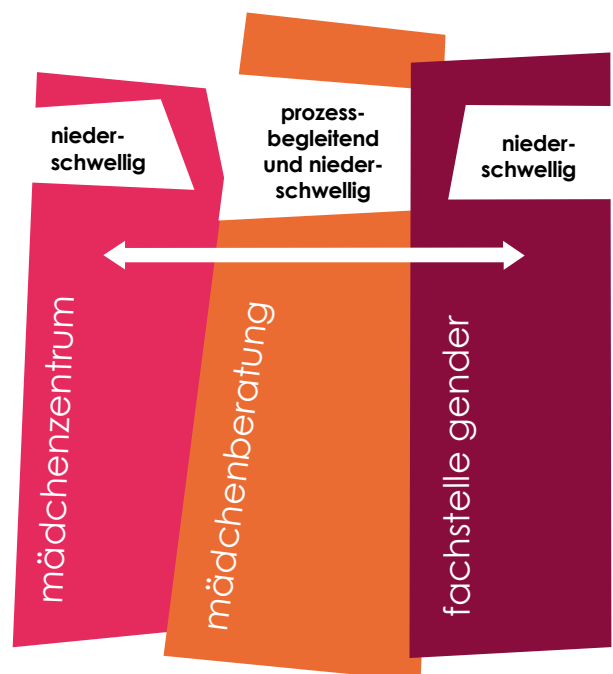 nieder-
schwellig
prozess-
begleitend
und nieder-
schwellig
nieder-
schwellig
mädchenzentrum
mädchenberatung
fachstelle gender